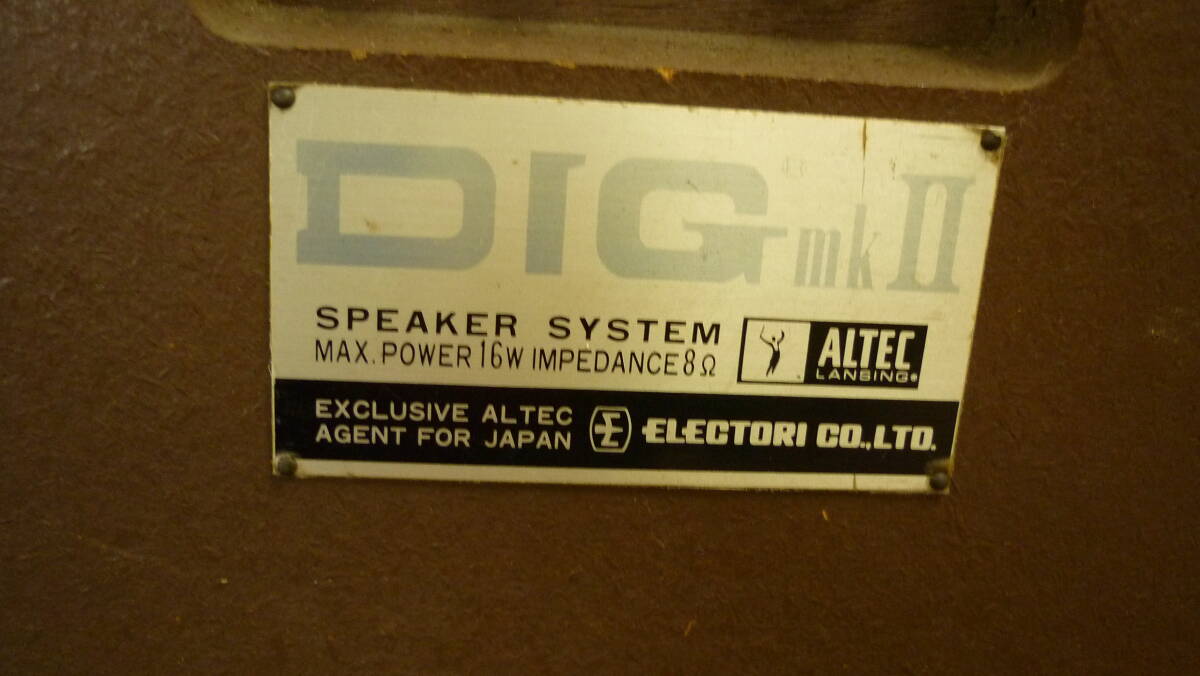 DIG mk II
SPEAKER SYSTEM
MAX. POWER 16W IMPEDANCE 8Ω
ALTEC
LANSING®
EXCLUSIVE ALTEC
AGENT FOR JAPAN
E ELECTORI CO., LTD.